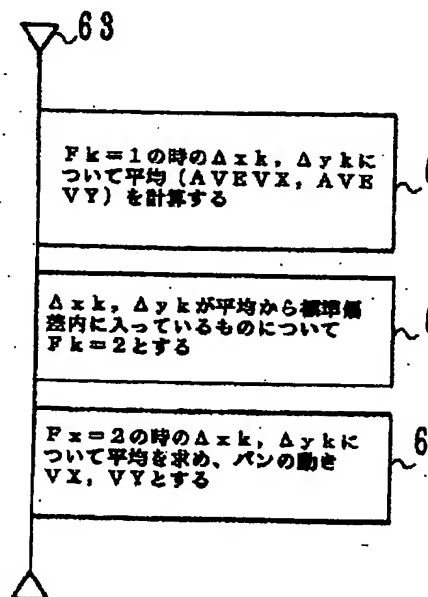 63
Fk=1の時のΔxk,Δykに
ついて平均(AVEVX,AVE
VY)を計算する
Δxk,Δykが平均から標準偏
差内に入っているものについて
Fk=2とする
Fx=2の時のΔxk,Δykに
ついて平均を求め、パンの動き
VX,VYとする
6